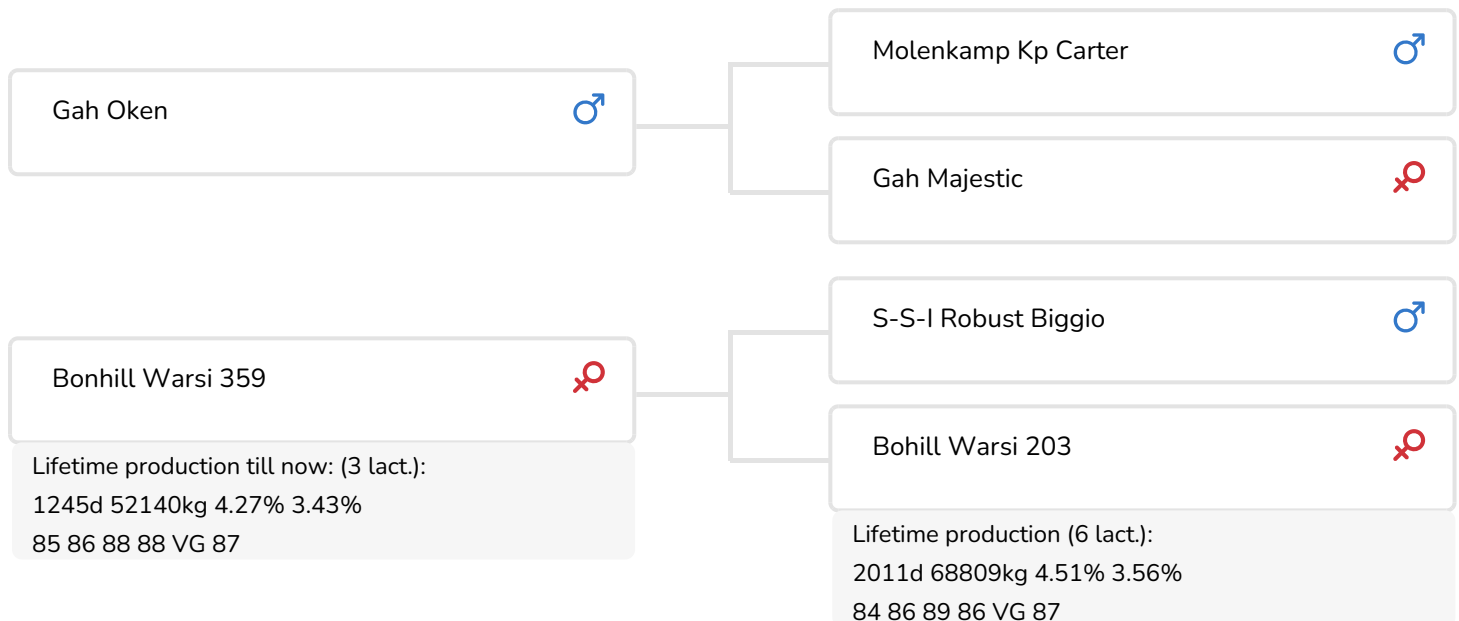 Gah Oken
Molenkamp Kp Carter
Gah Majestic
Bonhill Warsi 359
Lifetime production till now: (3 lact.):
1245d 52140kg 4.27% 3.43%
85 86 88 88 VG 87
S-S-I Robust Biggio
Bohill Warsi 203
Lifetime production (6 lact.):
2011d 68809kg 4.51% 3.56%
84 86 89 86 VG 87